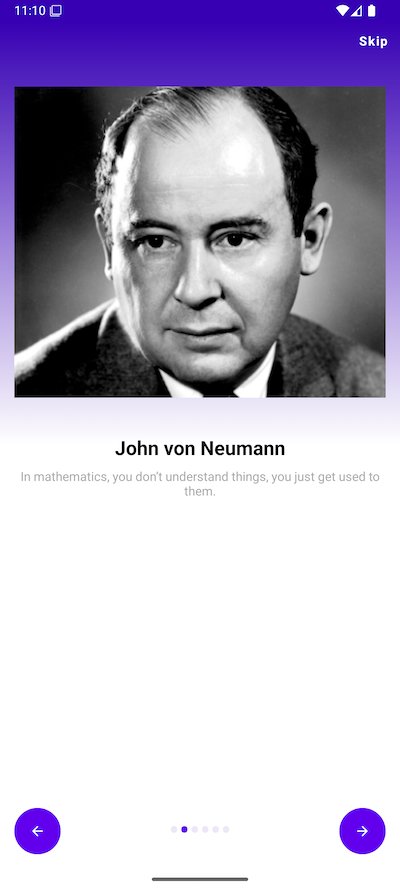 11:10
Skip
John von Neumann
In mathematics, you don't understand things, you just get used to
them.